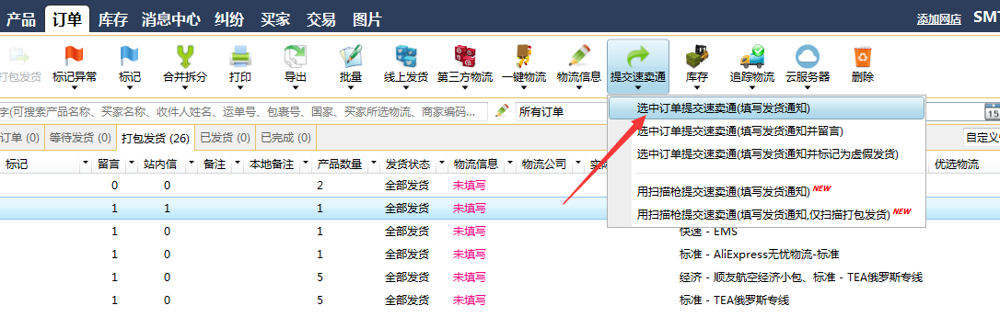 产品 订单 库存 消息中心 纠纷 买家 交易 图片 添加网店 SMT
打包发货 标记异常 标记 合并拆分 打印 导出 批量 线上发货 第三方物流 一键物流 物流信息 提交速卖通 库存 追踪物流 云服务器 删除
字(可搜索产品名称、买家名称、收件人姓名、运单号、包裹号、国家、买家所选物流、商家编码... 所有订单 15
选中订单提交速卖通(填写发货通知)
选中订单提交速卖通(填写发货通知并留言)
选中订单提交速卖通(填写发货通知并标记为虚假发货)
用扫描枪提交速卖通(填写发货通知) NEW
用扫描枪提交速卖通(填写发货通知,仅扫描打包发货) NEW
订单 (0) 等待发货 (0) 打包发货 (26) 已发货 (0) 已完成 (0) 自定义
标记 留言 站内信 备注 本地备注 产品数量 发货状态 物流信息 物流公司 实际 优选物流
0 0 2 全部发货 未填写
1 1 1 全部发货 未填写
1 0 1 全部发货 未填写 快速 - EMS
1 0 1 全部发货 未填写 标准 - AliExpress无忧物流-标准
1 0 5 全部发货 未填写 经济 - 顺友航空经济小包、标准 - TEA俄罗斯专线
1 0 5 全部发货 未填写 标准 - TEA俄罗斯专线